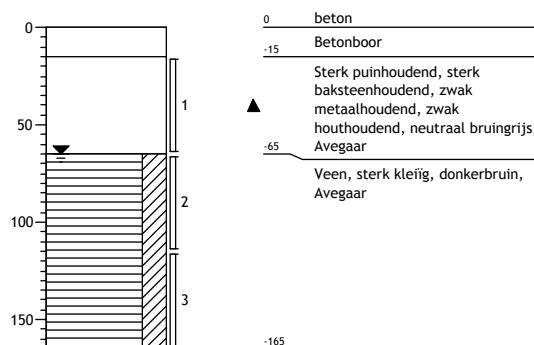 0
50
100
150
1
2
3
0 beton
-15 Betonboor
Sterk puinhoudend, sterk
baksteenhoudend, zwak
metaalhoudend, zwak
houthoudend, neutraal bruingrijs,
-65 Avegaar
Veen, sterk kleiïg, donkerbruin,
Avegaar
-165